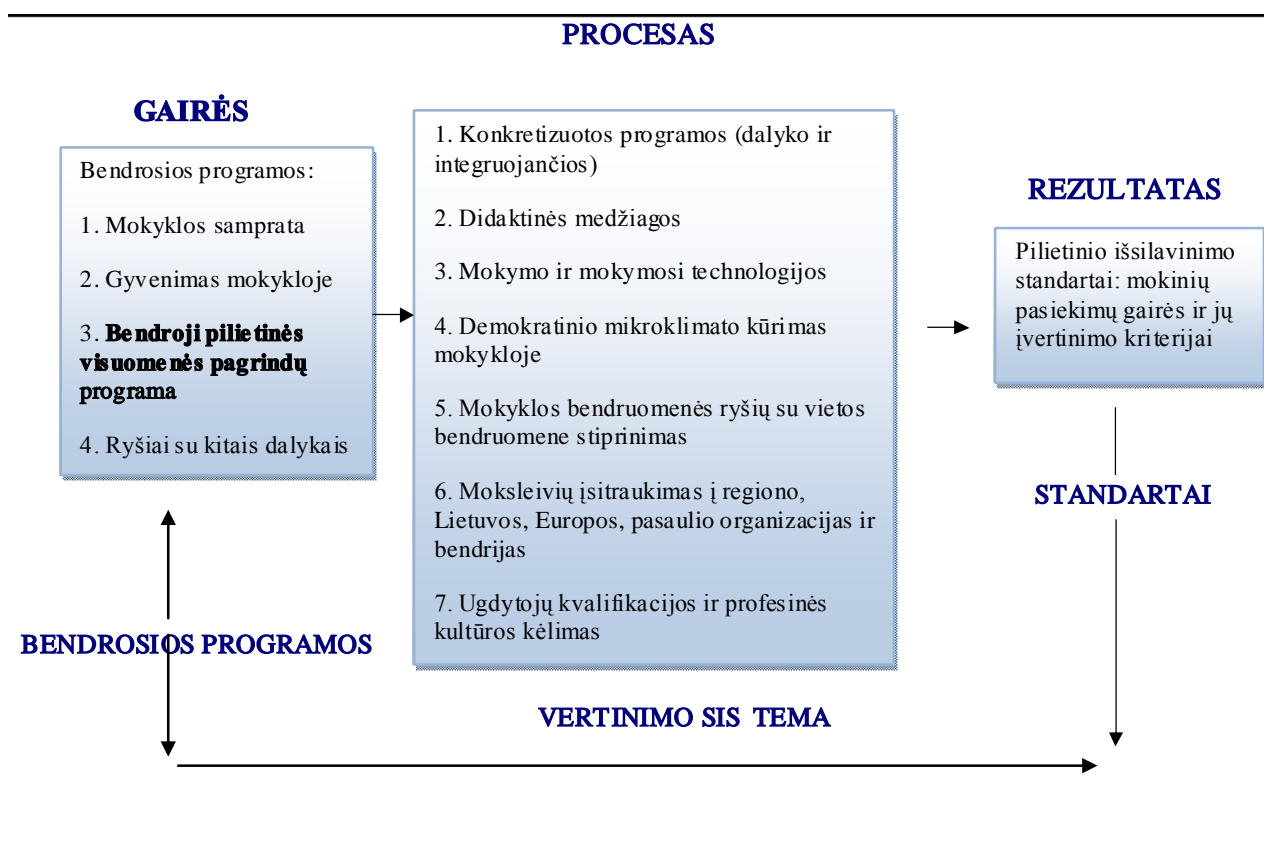 PROCESAS
GAIRĖS
Bendrosios programos:
1. Mokyklos samprata
2. Gyvenimas mokykloje
3. Bendroji pilietinės
visuomenės pagrindų
programa
4. Ryšiai su kitais dalykais
BENDROSIOS PROGRAMOS
1. Konkretizuotos programos (dalyko ir
integruojančios)
2. Didaktinės medžiagos
3. Mokymo ir mokymosi technologijos
4. Demokratinio mikroklimato kūrimas
mokykloje
5. Mokyklos bendruomenės ryšių su vietos
bendruomene stiprinimas
6. Moksleivių įsitraukimas į regiono,
Lietuvos, Europos, pasaulio organizacijas ir
bendrijas
7. Ugdytojų kvalifikacijos ir profesinės
kultūros kėlimas
REZULTATAS
Pilietinio išsilavinimo
standartai: mokinių
pasiekimų gairės ir jų
įvertinimo kriterijai
STANDARTAI
VERTINIMO SIS TEMA